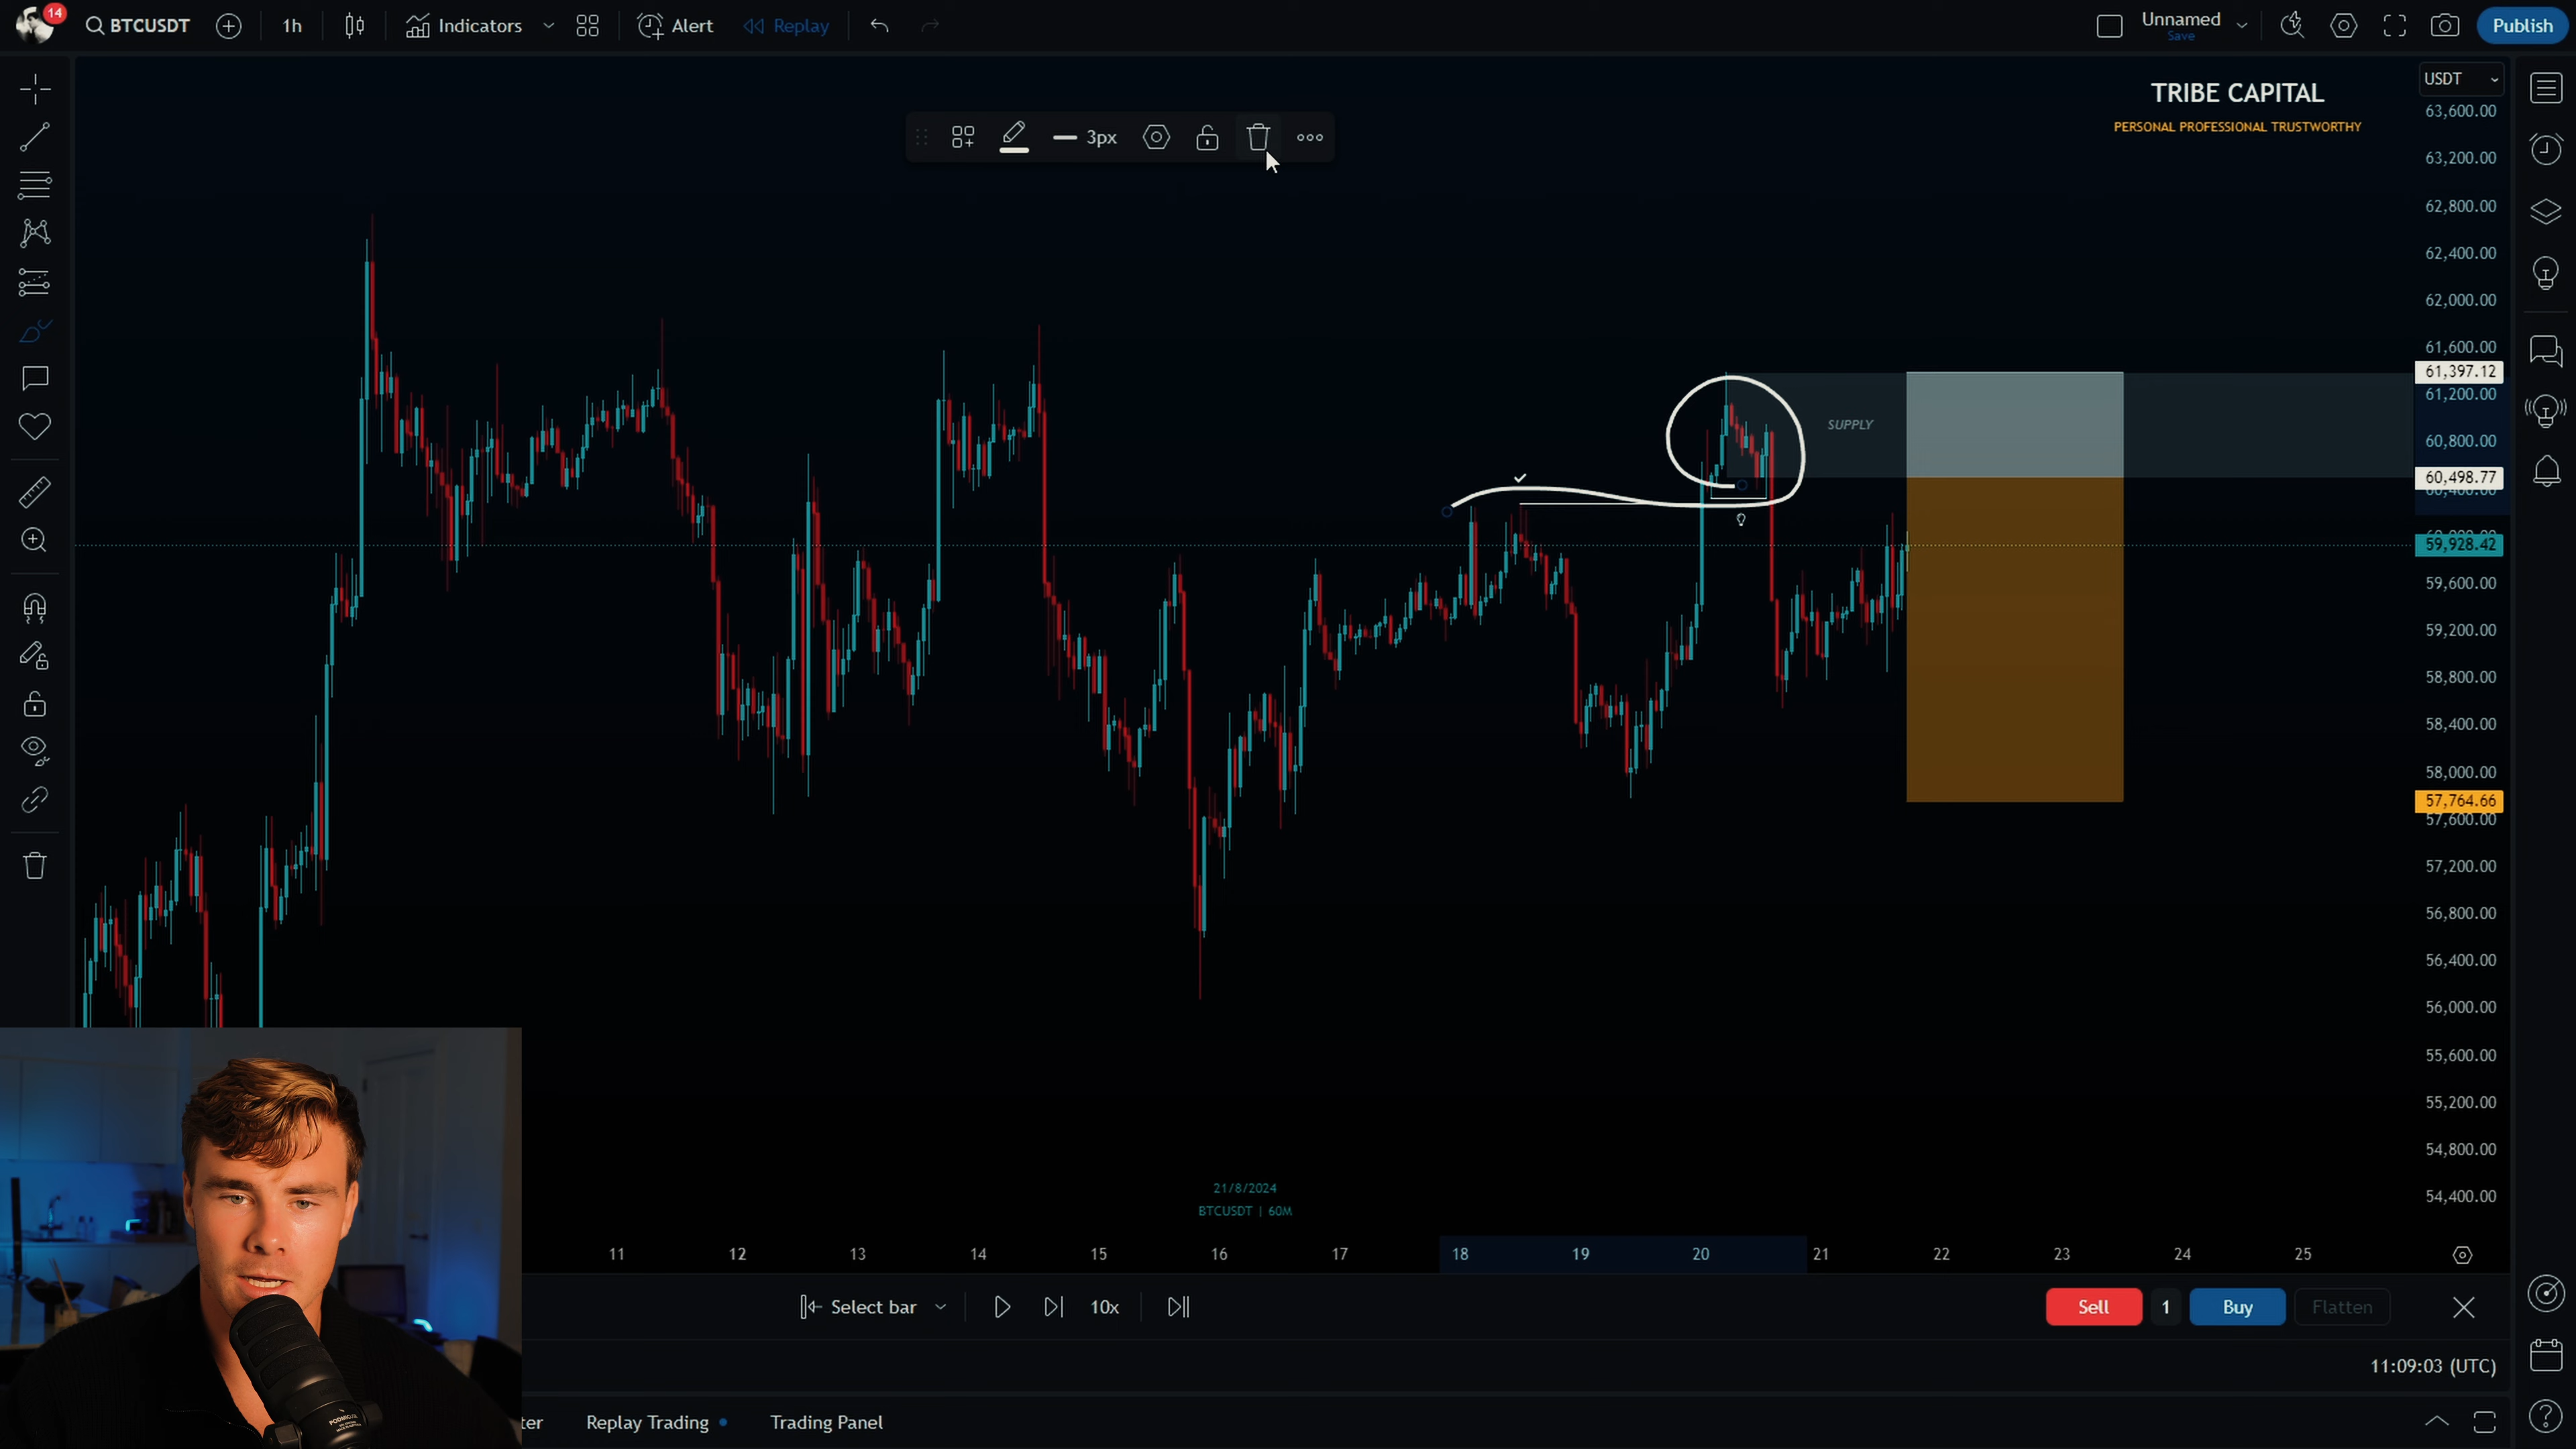 14
BTCUSDT
1h
Indicators
Alert
Replay
Unnamed
Save
Publish
3px
TRIBE CAPITAL
PERSONAL PROFESSIONAL TRUSTWORTHY
USDT
63,600.00
63,200.00
62,800.00
62,400.00
62,000.00
61,600.00
61,397.12
61,200.00
60,800.00
60,498.77
59,928.42
59,600.00
59,200.00
58,800.00
58,400.00
58,000.00
57,764.66
57,600.00
57,200.00
56,800.00
56,400.00
56,000.00
55,600.00
55,200.00
54,800.00
54,400.00
SUPPLY
21/8/2024
BTCUSDT | 60M
11 12 13 14 15 16 17 18 19 20 21 22 23 24 25
Select bar
10x
Sell
1
Buy
Flatten
11:09:03 (UTC)
ter
Replay Trading
Trading Panel
PODMIC